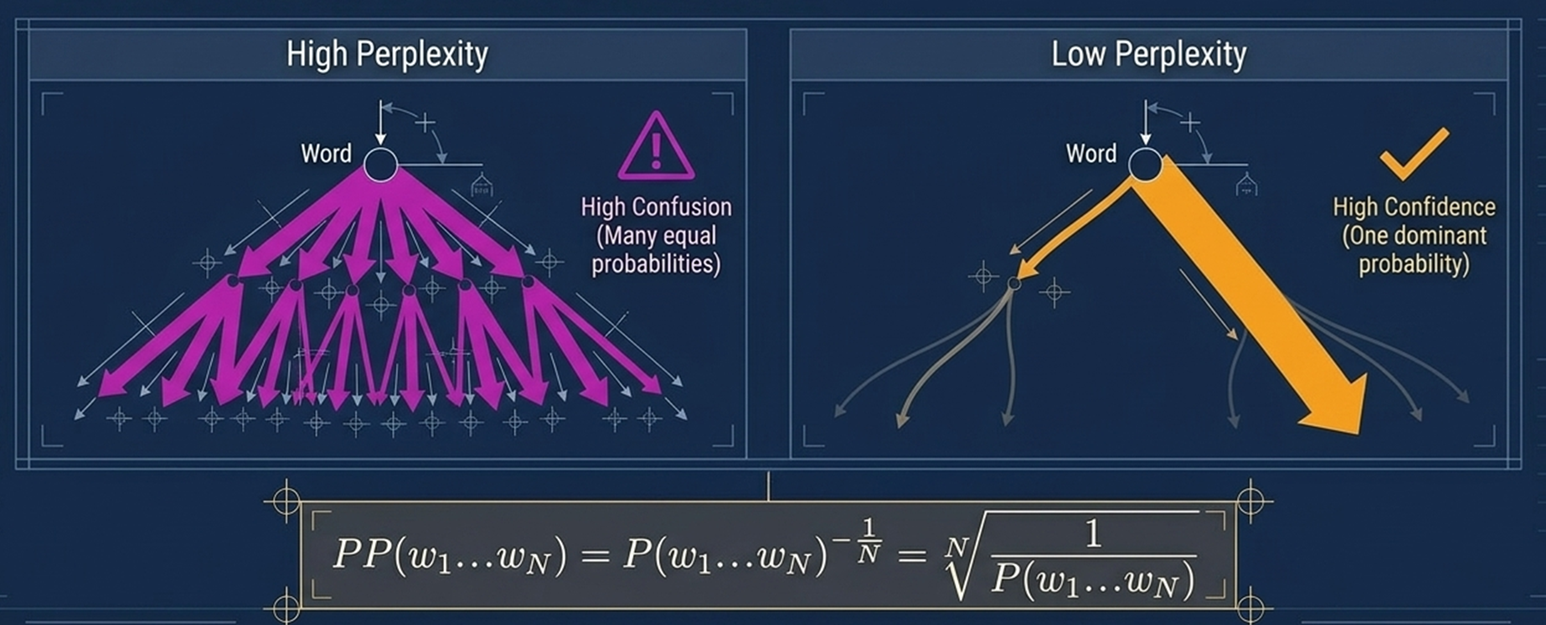 High Perplexity
Word
High Confusion
(Many equal
probabilities)
Low Perplexity
Word
High Confidence
(One dominant
probability)
PP(w₁...w_N) = P(w₁...w_N)^{-1/N} = ᴺ√(1/P(w₁...w_N))